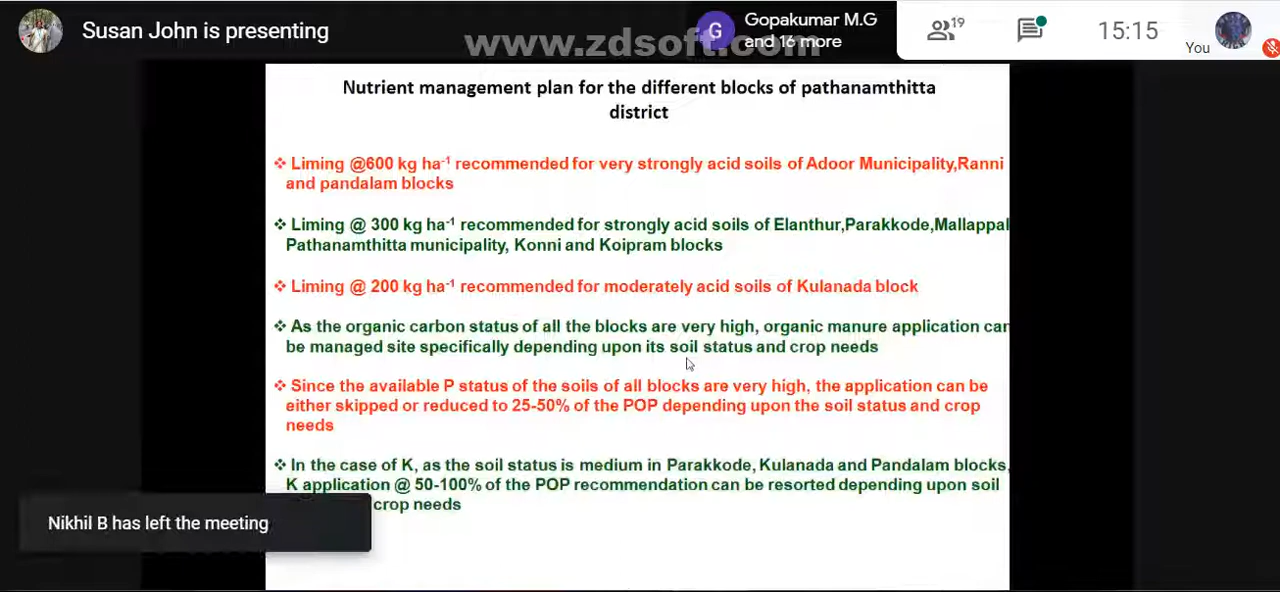 Susan John is presenting
www.zdsoft.com
G
Gopakumar M.G
and 16 more
19
15:15
You
Nutrient management plan for the different blocks of pathanamthitta
district
❖ Liming @600 kg ha⁻¹ recommended for very strongly acid soils of Adoor Municipality,Ranni
and pandalam blocks
❖ Liming @ 300 kg ha⁻¹ recommended for strongly acid soils of Elanthur,Parakkode,Mallappal
Pathanamthitta municipality, Konni and Koipram blocks
❖ Liming @ 200 kg ha⁻¹ recommended for moderately acid soils of Kulanada block
❖ As the organic carbon status of all the blocks are very high, organic manure application can
be managed site specifically depending upon its soil status and crop needs
❖ Since the available P status of the soils of all blocks are very high, the application can be
either skipped or reduced to 25-50% of the POP depending upon the soil status and crop
needs
❖ In the case of K, as the soil status is medium in Parakkode, Kulanada and Pandalam blocks,
K application @ 50-100% of the POP recommendation can be resorted depending upon soil
crop needs
Nikhil B has left the meeting